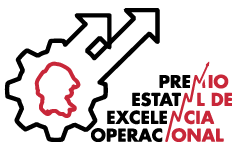 PREMIO
ESTATAL DE
EXCELENCIA
OPERACIONAL